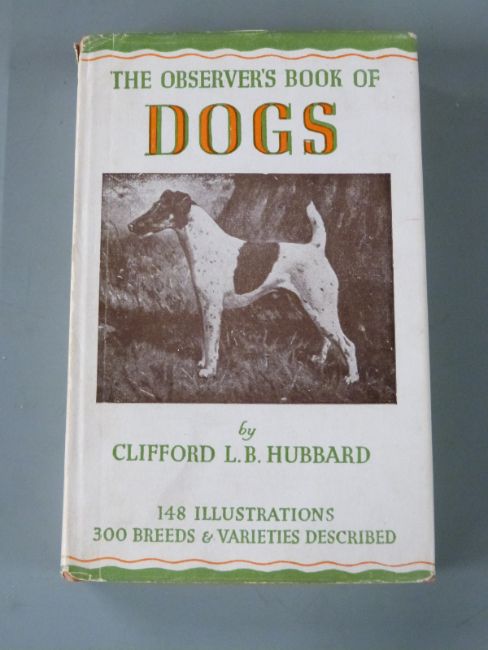 THE OBSERVER'S BOOK OF
DOGS
by
CLIFFORD L.B. HUBBARD
148 ILLUSTRATIONS
300 BREEDS & VARIETIES DESCRIBED